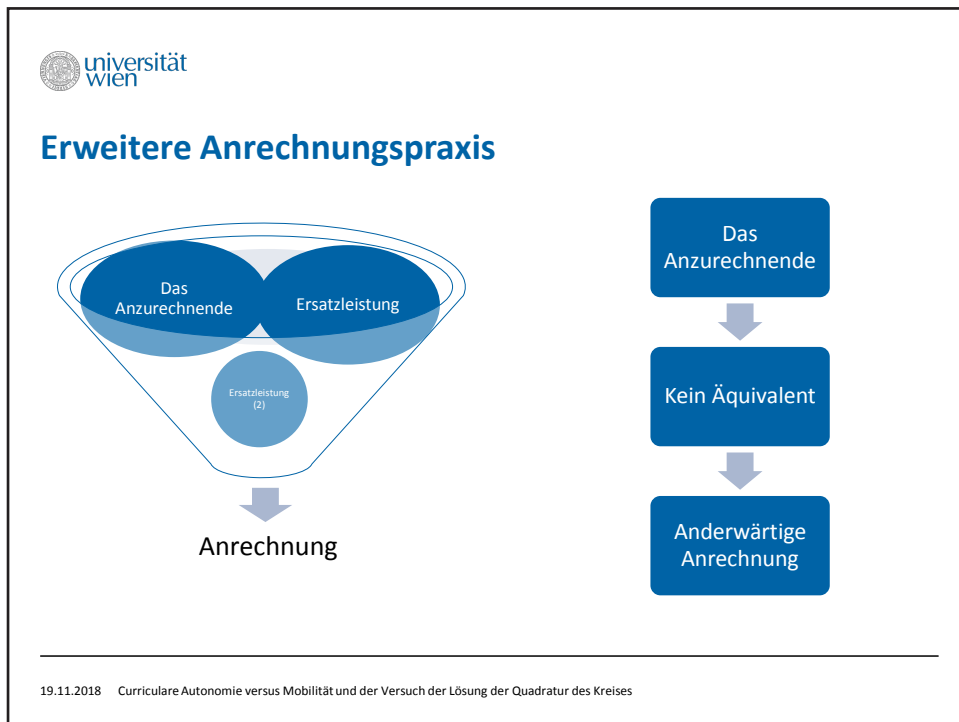 universität
wien
Erweitere Anrechnungspraxis
Das
Anzurechnende
Ersatzleistung
Ersatzleistung
(2)
Anrechnung
Das
Anzurechnende
Kein Äquivalent
Anderwärtige
Anrechnung
19.11.2018 Curriculare Autonomie versus Mobilität und der Versuch der Lösung der Quadratur des Kreises